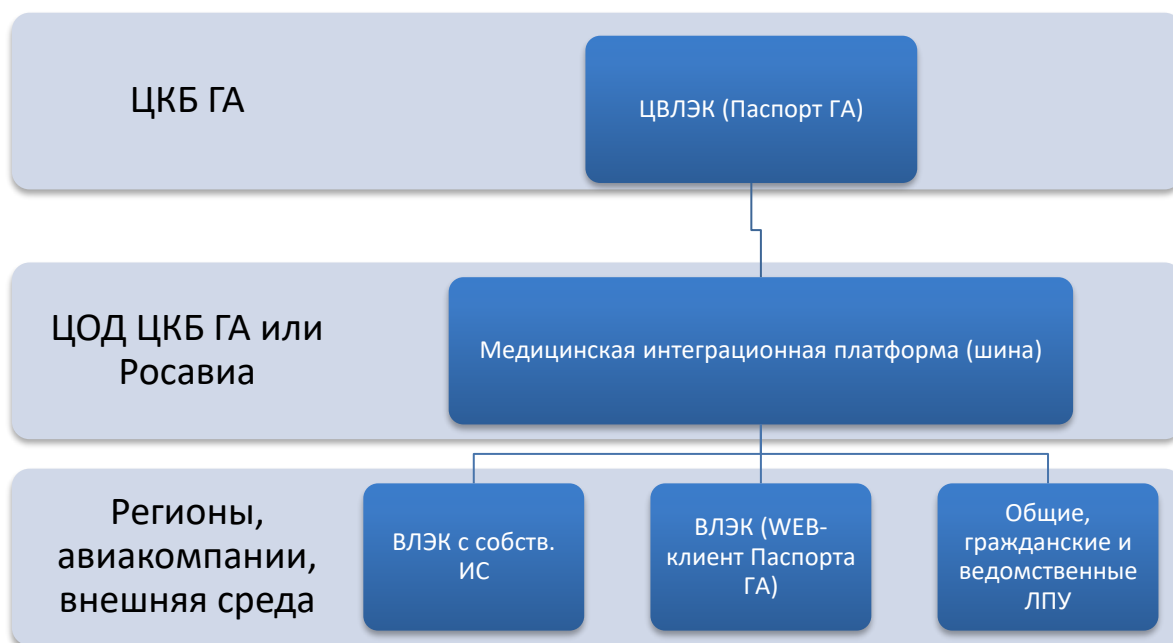 ЦКБ ГА
ЦВЛЭК (Паспорт ГА)
ЦОД ЦКБ ГА или
Росавиа
Медицинская интеграционная платформа (шина)
Регионы,
авиакомпании,
внешняя среда
ВЛЭК с собств.
ИС
ВЛЭК (WEB-
клиент Паспорта
ГА)
Общие,
гражданские и
ведомственные
ЛПУ